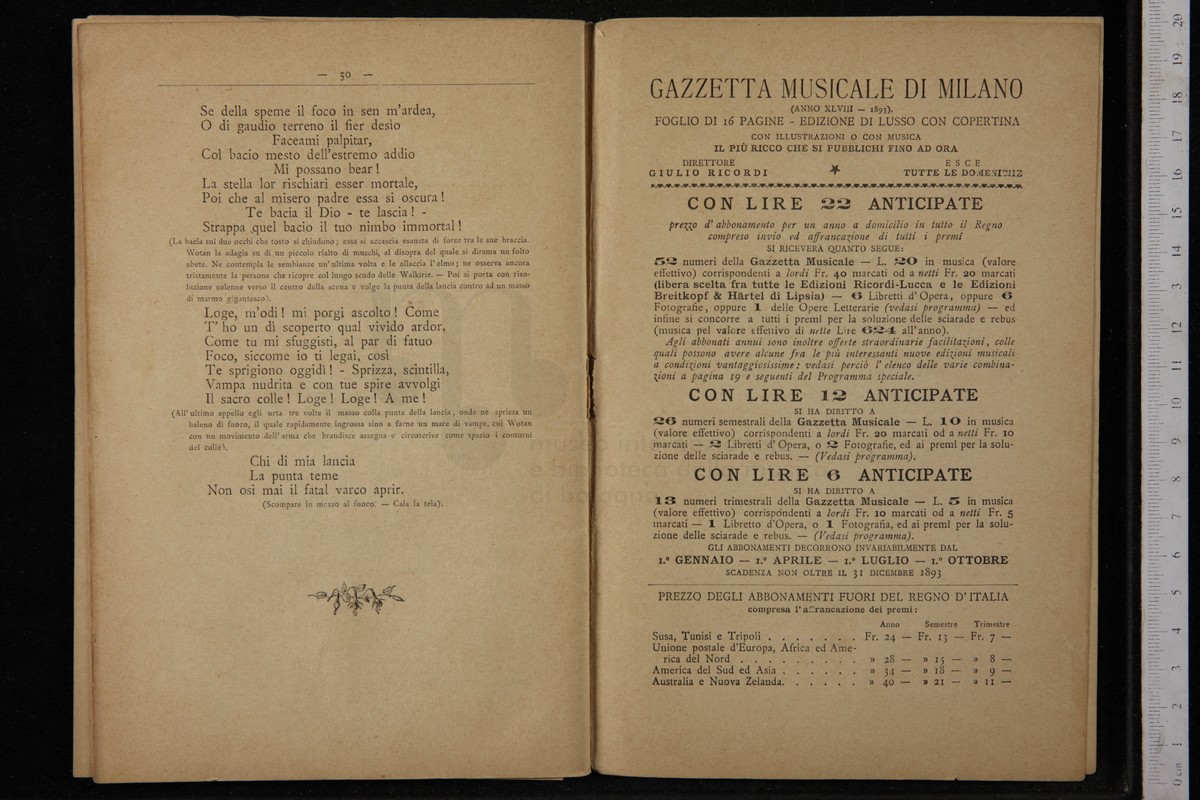 — 50 —
Se della speme il foco in sen m'ardea,
O di gaudio terreno il fier desìo
Faceami palpitar,
Col bacio mesto dell'estremo addio
Mi possano bear!
La stella lor rischiari esser mortale,
Poi che al misero padre essa si oscura!
Te bacia il Dio - te lascia! -
Strappa quel bacio il tuo nimbo immortal!
(La bacia sui due occhi che tosto si chiudono; essa si accascia esausta di forze tra le sue braccia.
Wotan la adagia su di un piccolo rialto di muschi, al disopra del quale si dirama un folto
abete. Ne contempla le sembianze un'ultima volta e le allaccia l'elmo; ne osserva ancora
tristamente la persona che ricopre col lungo scudo delle Walkirie. — Poi si porta con riso-
luzione solenne verso il centro della scena e volge la punta della lancia contro ad un masso
di marmo gigantesco).
Loge, m'odi! mi porgi ascolto! Come
T'ho un dì scoperto qual vivido ardor,
Come tu mi sfuggisti, al par di fatuo
Foco, siccome io ti legai, così
Te sprigiono oggidì! - Sprizza, scintilla,
Vampa nudrita e con tue spire avvolgi
Il sacro colle! Loge! Loge! A me!
(All'ultimo appello egli urta tre volte il masso colla punta della lancia, onde ne sprizza un
baleno di fuoco, il quale rapidamente ingrossa sino a farne un mare di vampe, cui Wotan
con un movimento dell'arma che brandisce assegna e circoscrive come spazio i contorni
del colle).
Chi di mia lancia
La punta teme
Non osi mai il fatal varco aprir.
(Scompare in mezzo al fuoco. — Cala la tela).
GAZZETTA MUSICALE DI MILANO
(ANNO XLVIII — 1893).
FOGLIO DI 16 PAGINE - EDIZIONE DI LUSSO CON COPERTINA
CON ILLUSTRAZIONI O CON MUSICA
IL PIÙ RICCO CHE SI PUBBLICHI FINO AD ORA
DIRETTORE ESCE
GIULIO RICORDI TUTTE LE DOMENICHE
CON LIRE 22 ANTICIPATE
prezzo d'abbonamento per un anno a domicilio in tutto il Regno
compreso invio ed affrancazione di tutti i premî
SI RICEVERÀ QUANTO SEGUE:
52 numeri della Gazzetta Musicale — L. 20 in musica (valore
effettivo) corrispondenti a lordi Fr. 40 marcati od a netti Fr. 20 marcati
(libera scelta fra tutte le Edizioni Ricordi-Lucca e le Edizioni
Breitkopf & Härtel di Lipsia) — 6 Libretti d'Opera, oppure 6
Fotografie, oppure 1 delle Opere Letterarie (vedasi programma) — ed
infine si concorre a tutti i premî per la soluzione delle sciarade e rebus
(musica pel valore effettivo di nette Lire 624 all'anno).
Agli abbonati annui sono inoltre offerte straordinarie facilitazioni, colle
quali possono avere alcune fra le più interessanti nuove edizioni musicali
a condizioni vantaggiosissime: vedasi perciò l'elenco delle varie combina-
zioni a pagina 19 e seguenti del Programma speciale.
CON LIRE 12 ANTICIPATE
SI HA DIRITTO A
26 numeri semestrali della Gazzetta Musicale — L. 10 in musica
(valore effettivo) corrispondenti a lordi Fr. 20 marcati od a netti Fr. 10
marcati — 2 Libretti d'Opera, o 2 Fotografie, ed ai premî per la solu-
zione delle sciarade e rebus. — (Vedasi programma).
CON LIRE 6 ANTICIPATE
SI HA DIRITTO A
13 numeri trimestrali della Gazzetta Musicale — L. 5 in musica
(valore effettivo) corrispondenti a lordi Fr. 10 marcati od a netti Fr. 5
marcati — 1 Libretto d'Opera, o 1 Fotografia, ed ai premî per la solu-
zione delle sciarade e rebus. — (Vedasi programma).
GLI ABBONAMENTI DECORRONO INVARIABILMENTE DAL
1.º GENNAIO — 1.º APRILE — 1.º LUGLIO — 1.º OTTOBRE
SCADENZA NON OLTRE IL 31 DICEMBRE 1893
PREZZO DEGLI ABBONAMENTI FUORI DEL REGNO D'ITALIA
compresa l'affrancazione dei premi:
Anno Semestre Trimestre
Susa, Tunisi e Tripoli . . . . . . . Fr. 24 — Fr. 13 — Fr. 7 —
Unione postale d'Europa, Africa ed Ame-
rica del Nord . . . . . . . . . » 28 — » 15 — » 8 —
America del Sud ed Asia . . . . . . » 34 — » 18 — » 9 —
Australia e Nuova Zelanda. . . . . . » 40 — » 21 — » 11 —